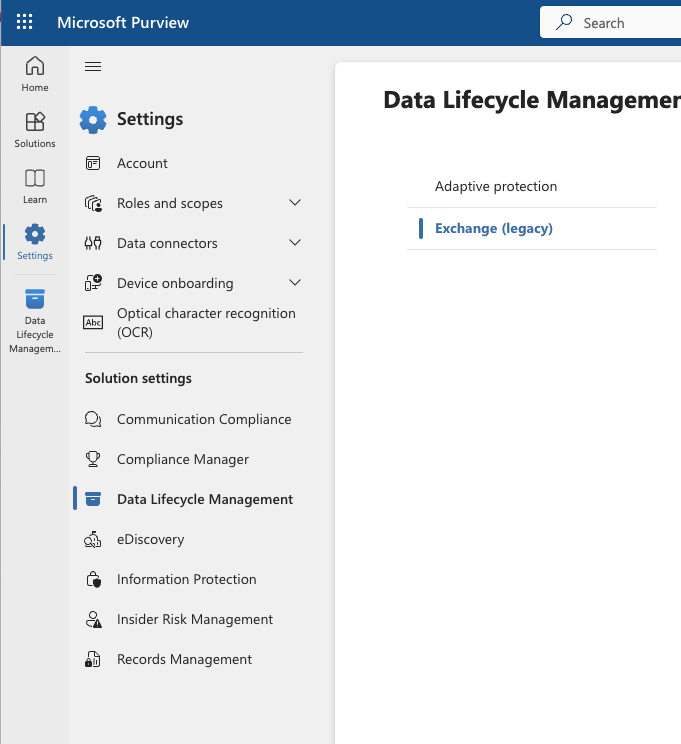 Microsoft Purview
Search
Home
Solutions
Learn
Settings
Data
Lifecycle
Managem...
Settings
Account
Roles and scopes
Data connectors
Device onboarding
Abc
Optical character recognition
(OCR)
Solution settings
Communication Compliance
Compliance Manager
Data Lifecycle Management
eDiscovery
Information Protection
Insider Risk Management
Records Management
Data Lifecycle Managemen
Adaptive protection
Exchange (legacy)